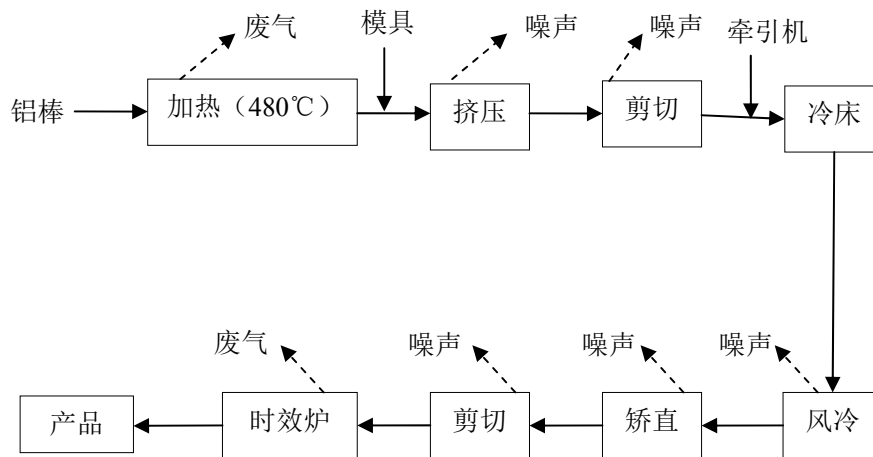 废气
模具
噪声
噪声
牵引机
铝棒
加热（480℃）
挤压
剪切
冷床
废气
噪声
噪声
噪声
产品
时效炉
剪切
矫直
风冷